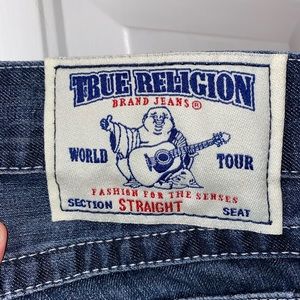 TRUE RELIGION
BRAND JEANS®
WORLD TOUR
FASHION FOR THE SENSES
SECTION STRAIGHT SEAT